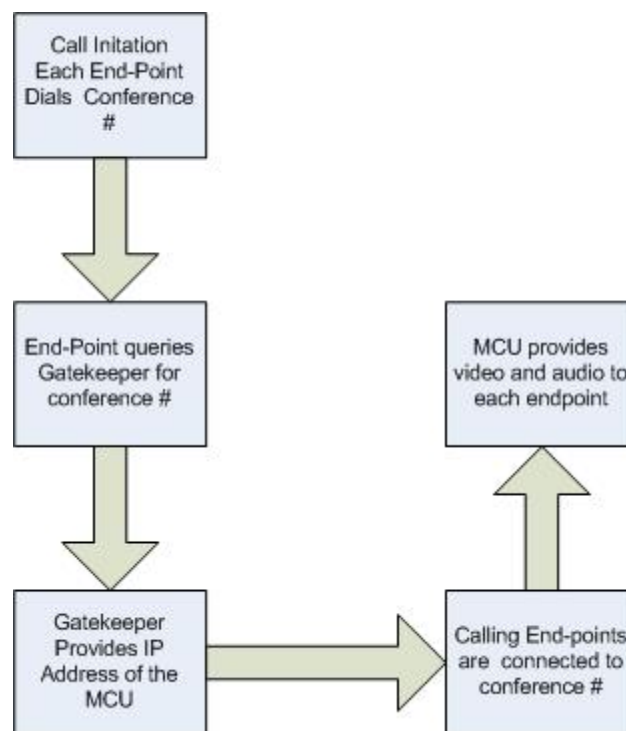 Call Initation
Each End-Point
Dials Conference
#
End-Point queries
Gatekeeper for
conference #
Gatekeeper
Provides IP
Address of the
MCU
Calling End-points
are connected to
conference #
MCU provides
video and audio to
each endpoint